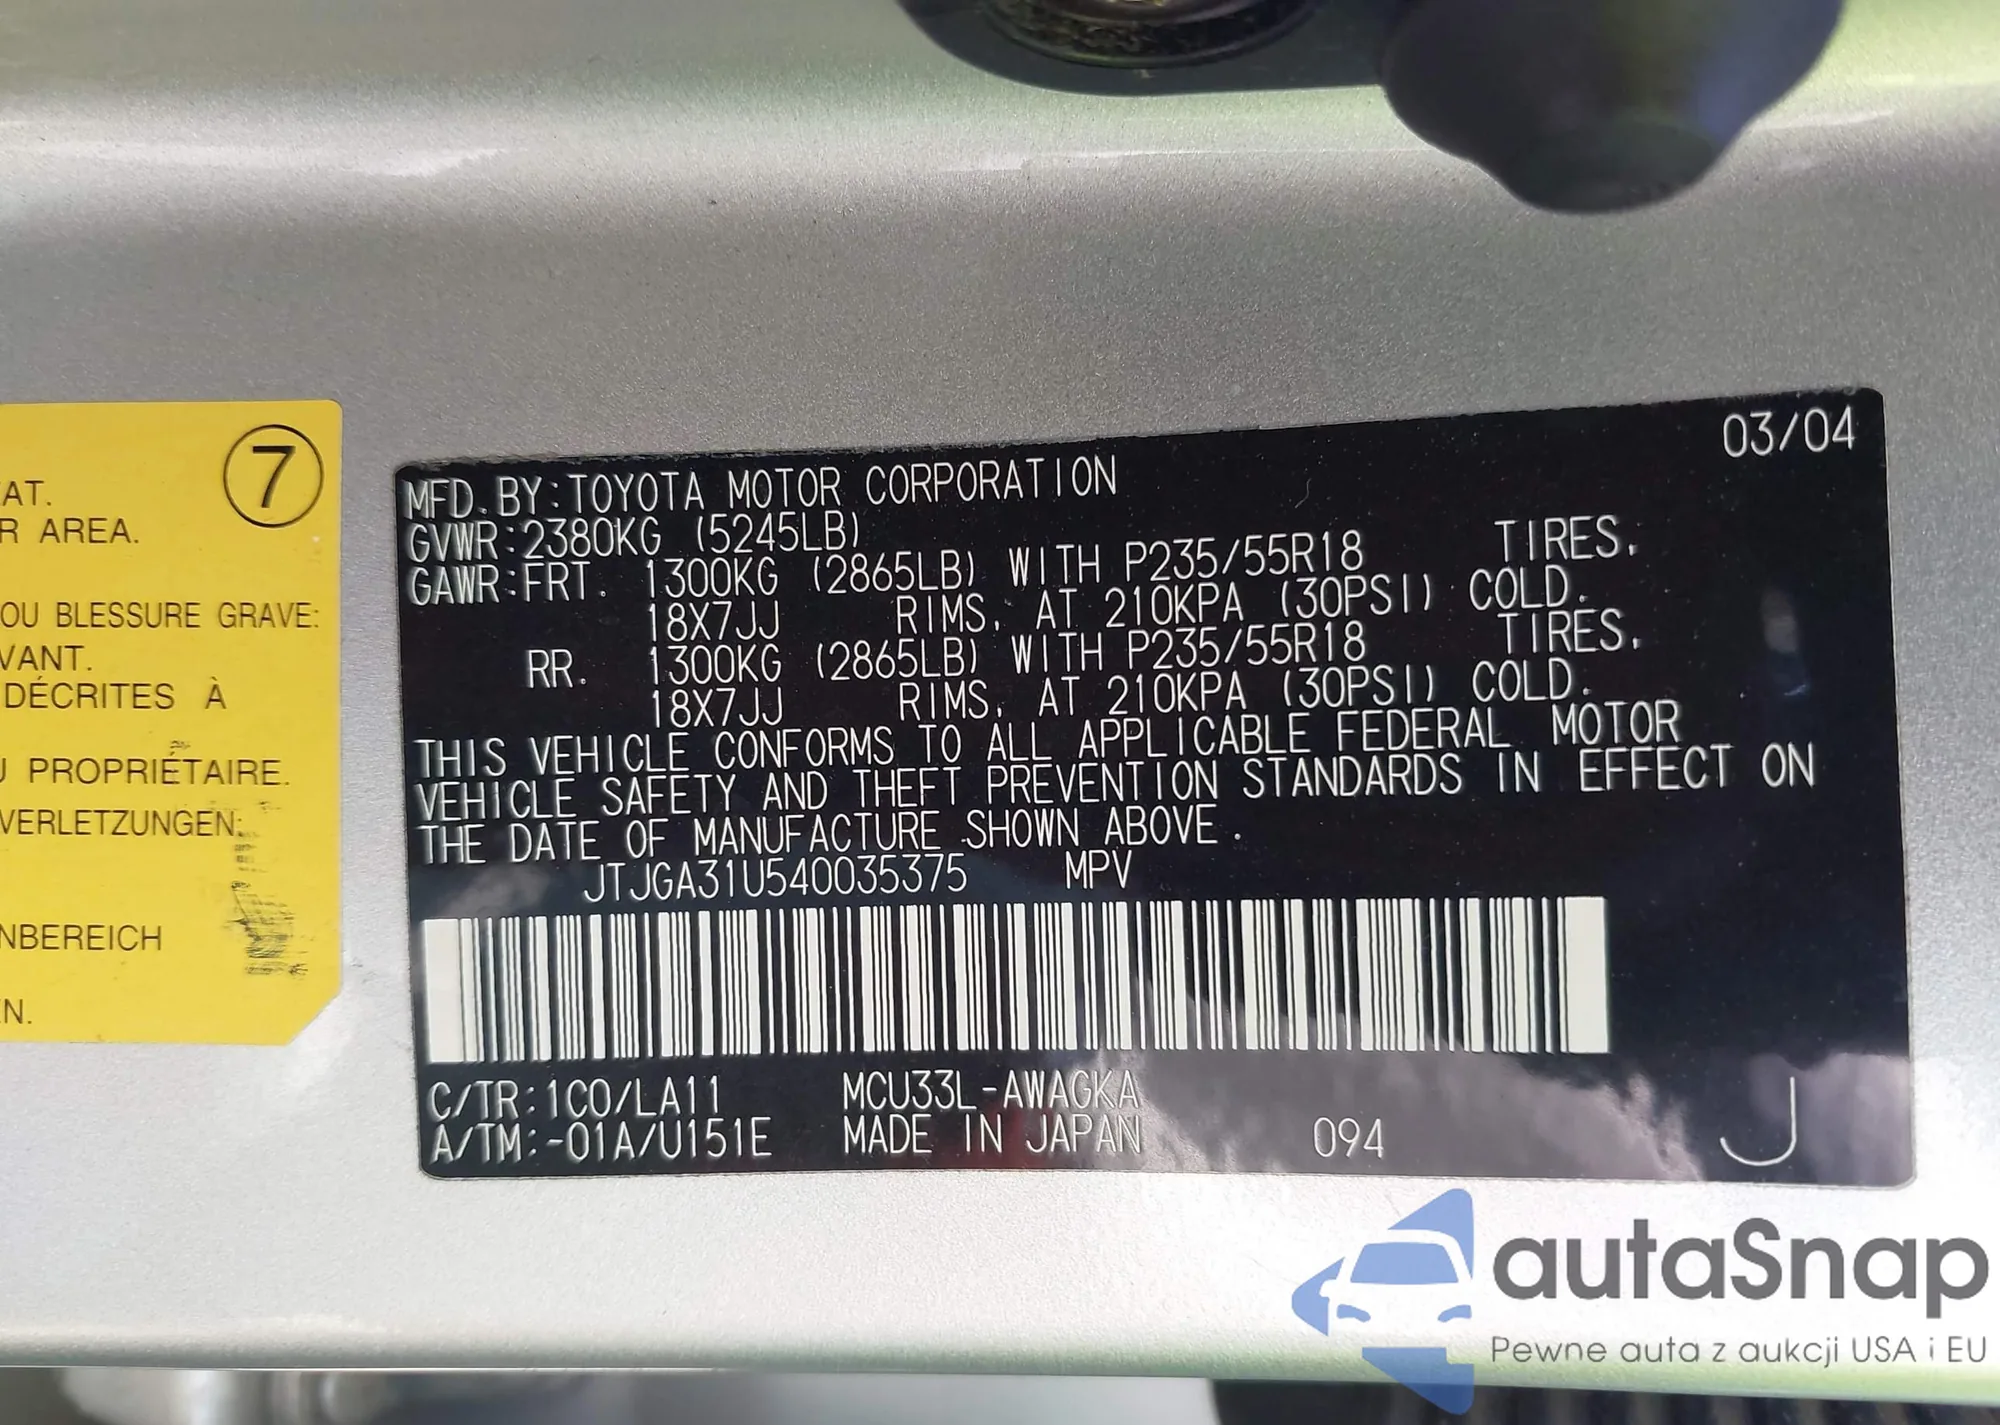 7
AT.
R AREA.
OU BLESSURE GRAVE:
VANT.
DÉCRITES À
U PROPRIÉTAIRE.
VERLETZUNGEN:
NBEREICH
EN.
03/04
MFD. BY: TOYOTA MOTOR CORPORATION
GVWR: 2380KG (5245LB)
GAWR: FRT. 1300KG (2865LB) WITH P235/55R18 TIRES,
18X7JJ RIMS, AT 210KPA (30PSI) COLD.
RR. 1300KG (2865LB) WITH P235/55R18 TIRES,
18X7JJ RIMS, AT 210KPA (30PSI) COLD.
THIS VEHICLE CONFORMS TO ALL APPLICABLE FEDERAL MOTOR
VEHICLE SAFETY AND THEFT PREVENTION STANDARDS IN EFFECT ON
THE DATE OF MANUFACTURE SHOWN ABOVE.
JTJGA31U540035375 MPV
C/TR: 1C0/LA11 MCU33L-AWAGKA
A/TM: -01A/U151E MADE IN JAPAN 094 J
autaSnap
Pewne auta z aukcji USA i EU